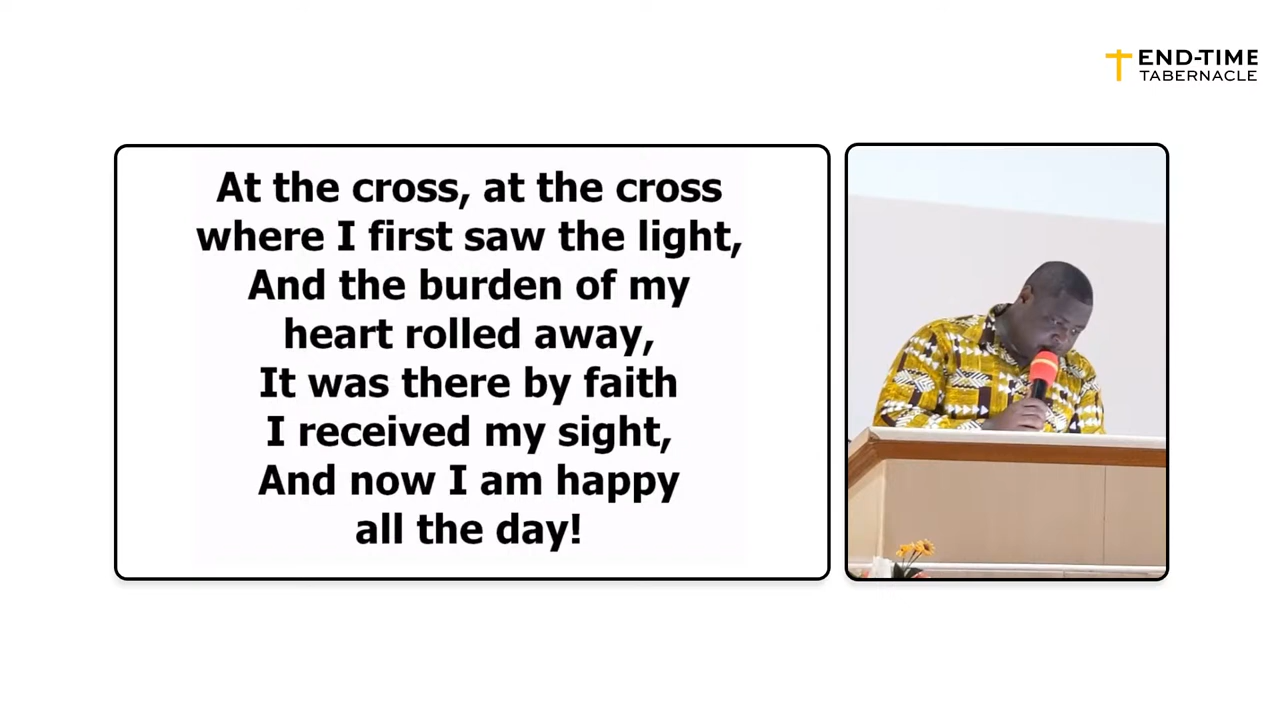 END-TIME
TABERNACLE
At the cross, at the cross
where I first saw the light,
And the burden of my
heart rolled away,
It was there by faith
I received my sight,
And now I am happy
all the day!